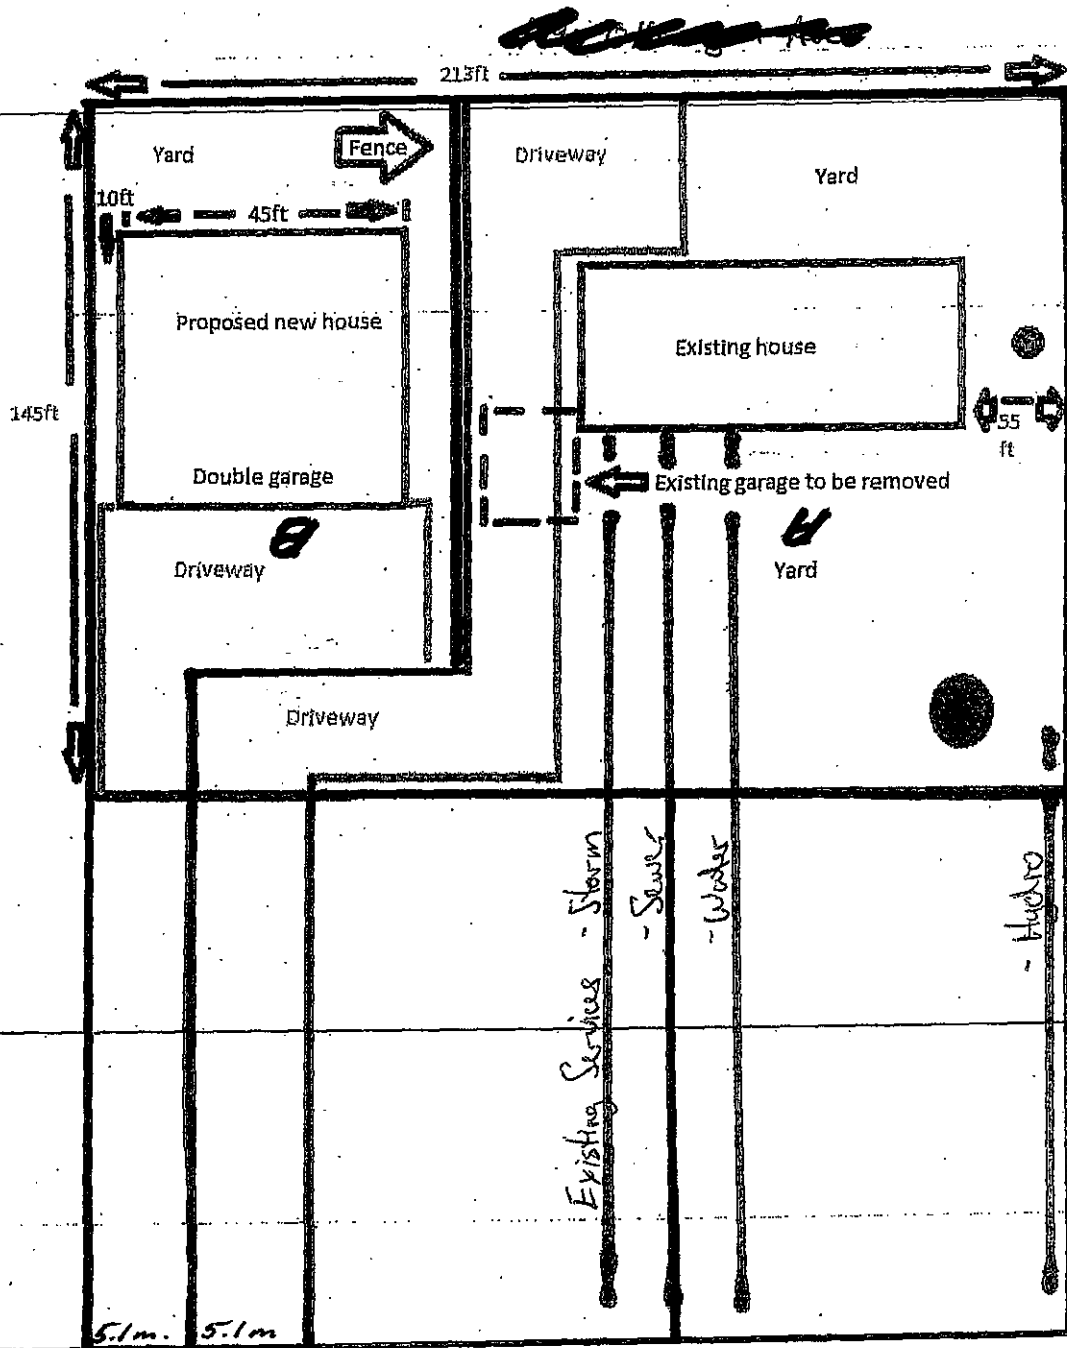 213ft
Yard
Fence
Driveway
Yard
10ft
45ft
Proposed new house
Existing house
145ft
55
ft
Double garage
Existing garage to be removed
B
A
Driveway
Yard
Driveway
Existing Services - Storm
- Sewer
- Water
- Hydro
5.1m.
5.1m